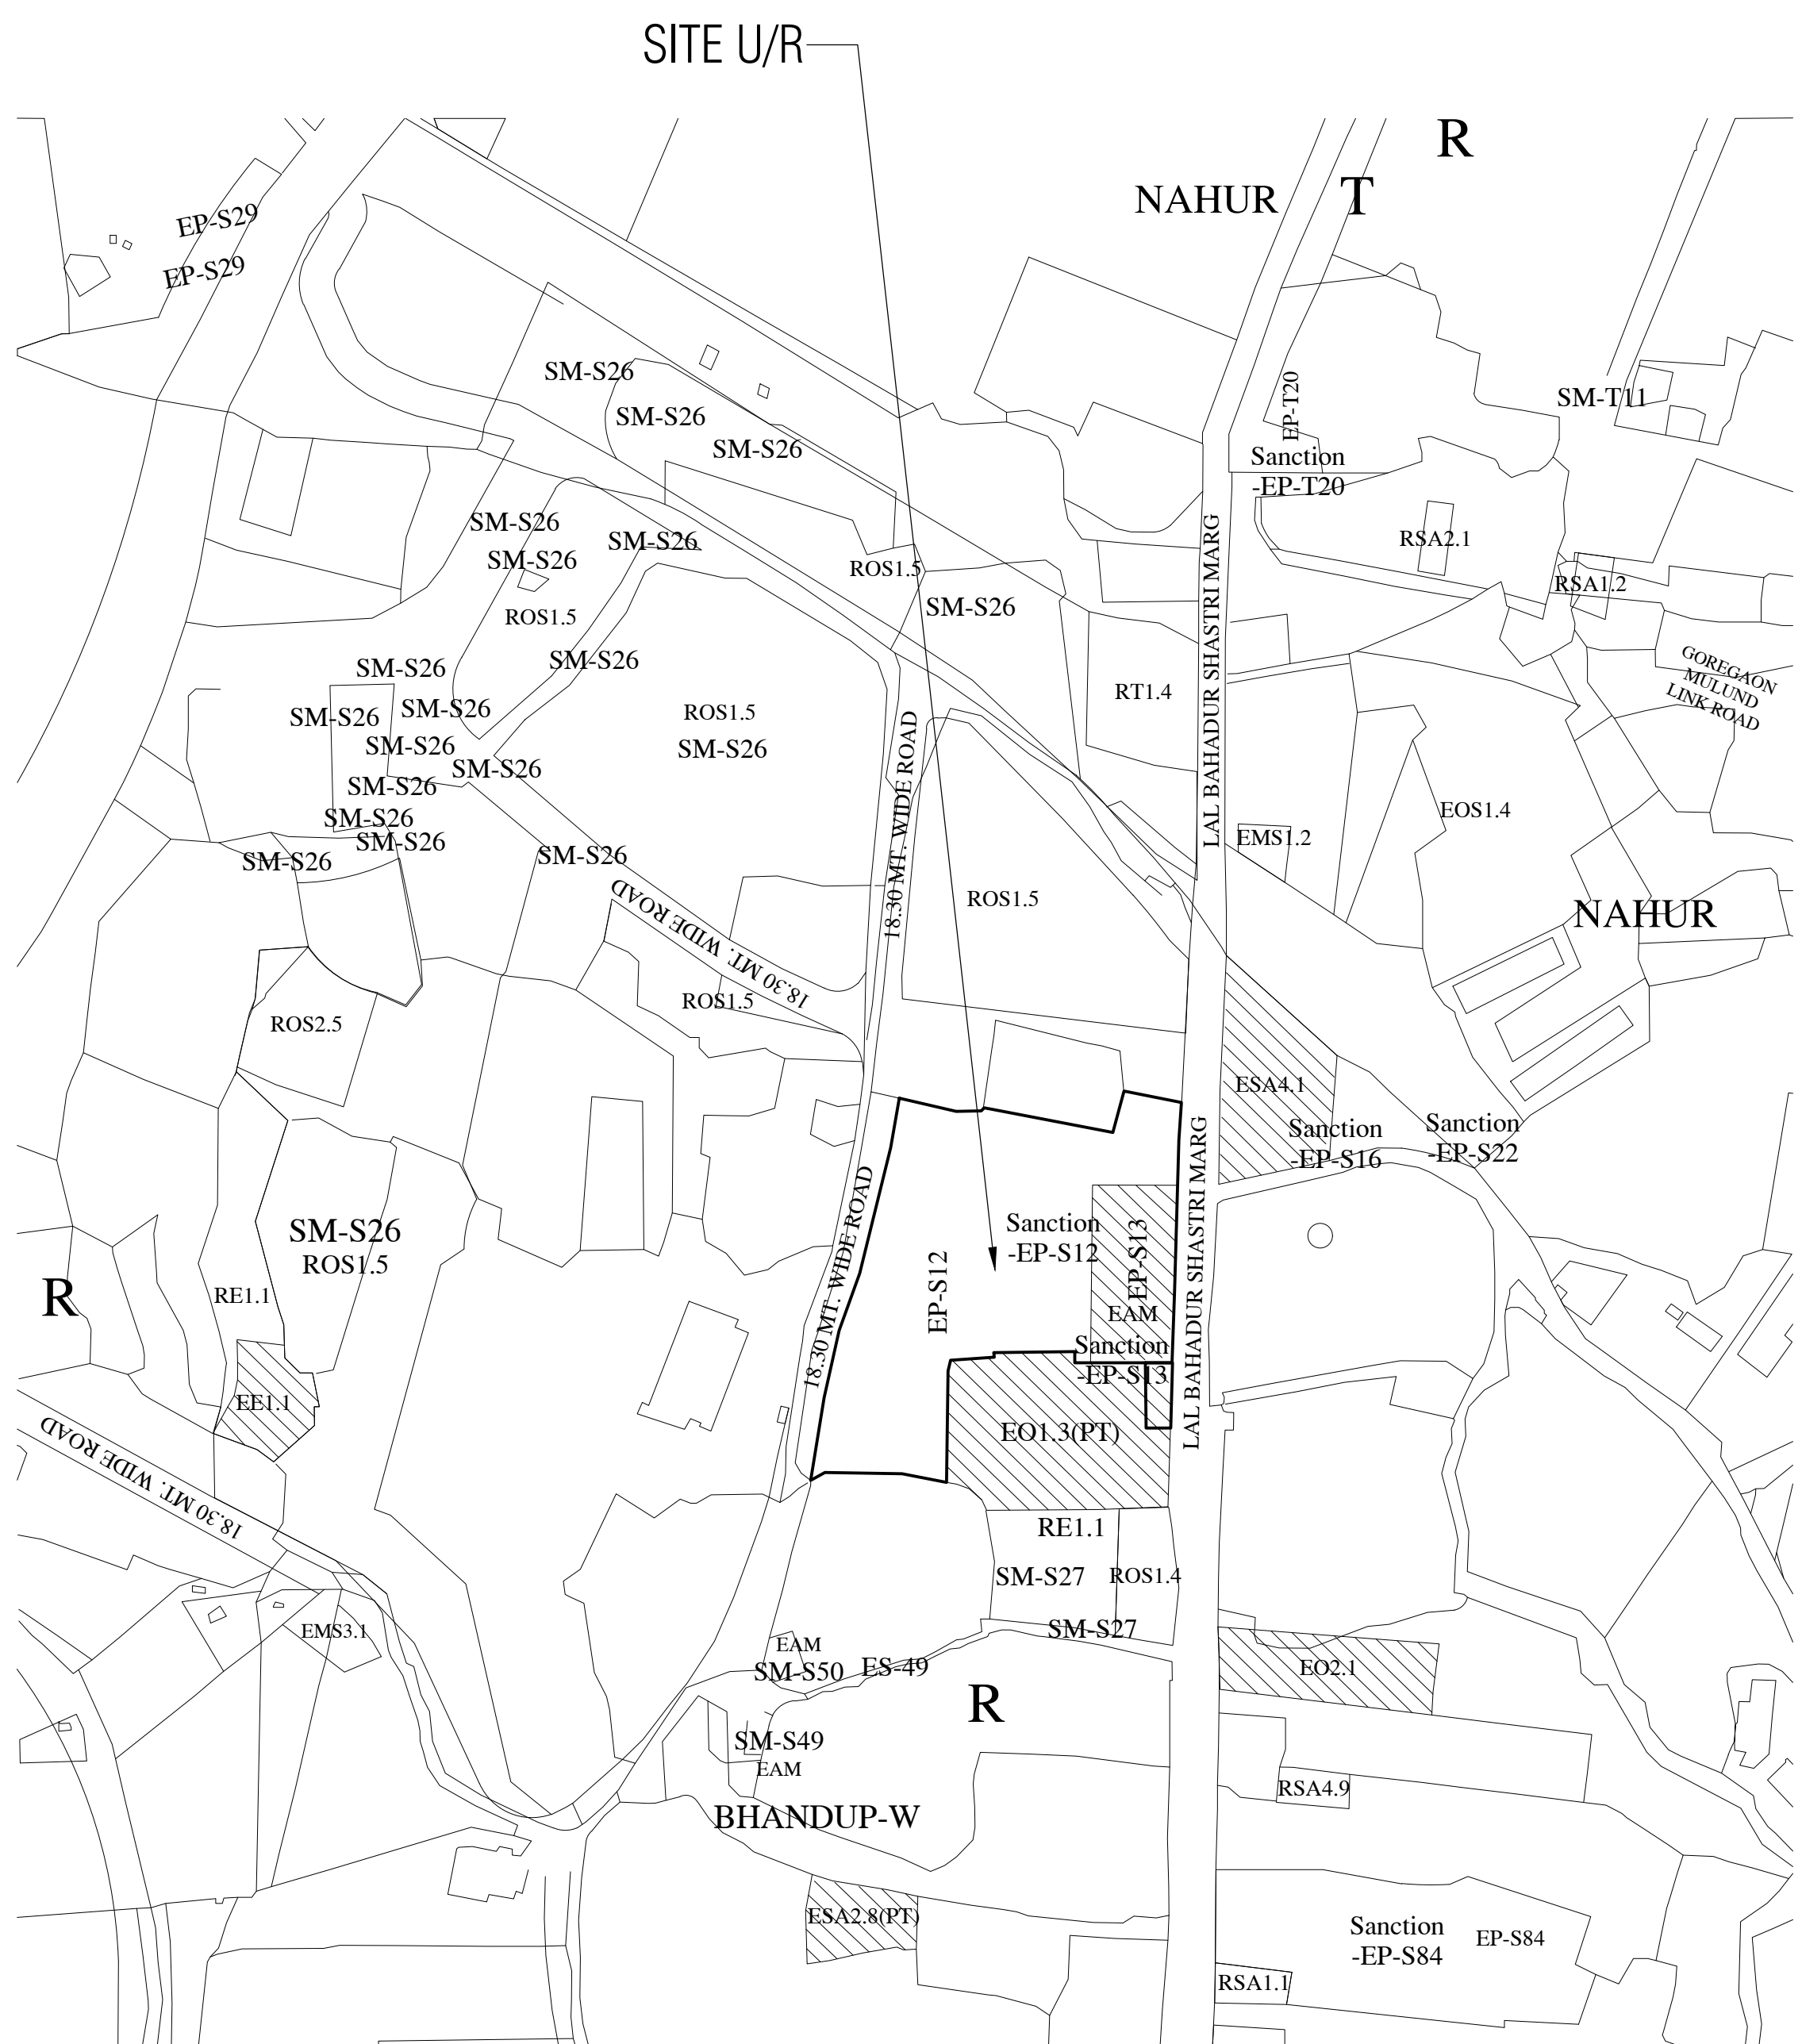 SITE U/R
R
NAHUR
T
EP-S29
EP-S29
SM-S26
EP-T20
SM-T11
SM-S26
SM-S26
Sanction
-EP-T20
SM-S26
SM-S26
SM-S26
RSA2.1
ROS1.5
RSA1.2
ROS1.5
SM-S26
LAL BAHADUR SHASTRI MARG
SM-S26
SM-S26
GOREGAON
MULUND
LINK ROAD
RT1.4
SM-S26
SM-S26
ROS1.5
SM-S26
SM-S26
SM-S26
SM-S26
18.30 MT. WIDE ROAD
SM-S26
SM-S26
SM-S26
SM-S26
EOS1.4
EMS1.2
18.30 MT. WIDE ROAD
ROS1.5
NAHUR
ROS1.5
ROS2.5
ESA4.1
Sanction
-EP-S16
Sanction
-EP-S22
18.30 MT. WIDE ROAD
LAL BAHADUR SHASTRI MARG
SM-S26
ROS1.5
Sanction
-EP-S12
EP-S13
EP-S12
R
RE1.1
EAM
Sanction
-EP-S13
EE1.1
EO1.3(PT)
18.30 MT. WIDE ROAD
RE1.1
SM-S27
ROS1.4
EMS3.1
SM-S27
EAM
SM-S50
ES-49
EO2.1
R
SM-S49
EAM
RSA4.9
BHANDUP-W
ESA2.8(PT)
Sanction
-EP-S84
EP-S84
RSA1.1